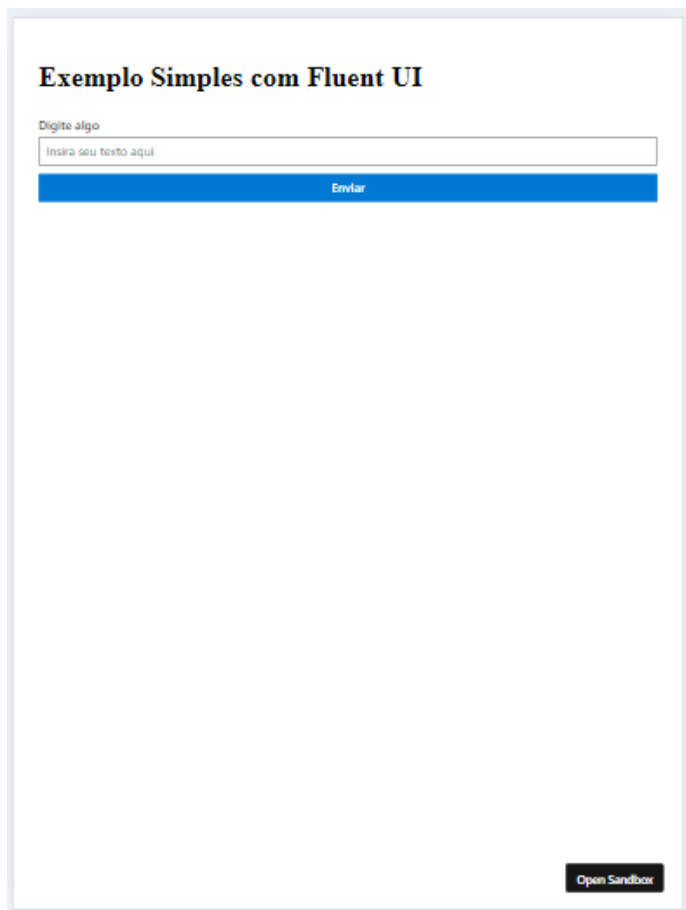 Exemplo Simples com Fluent UI
Digite algo
Insira seu texto aqui
Enviar
Open Sandbox